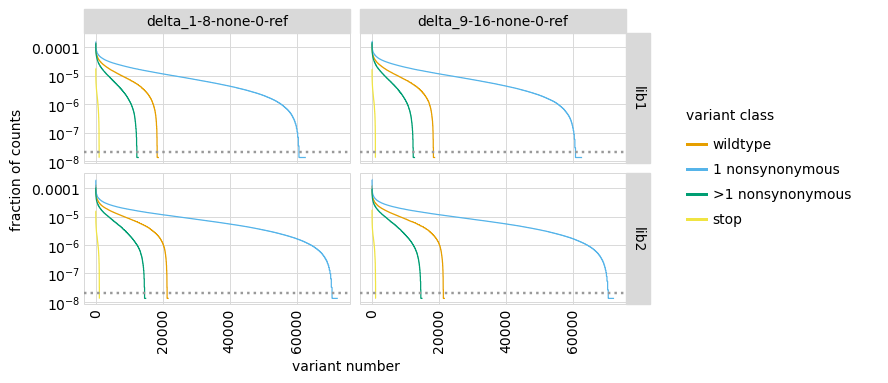 delta_1-8-none-0-ref delta_9-16-none-0-ref
fraction of counts
0.0001
10⁻⁵
10⁻⁶
10⁻⁷
10⁻⁸
lib1
0.0001
10⁻⁵
10⁻⁶
10⁻⁷
10⁻⁸
lib2
0 20000 40000 60000 0 20000 40000 60000
variant number
variant class
wildtype
1 nonsynonymous
>1 nonsynonymous
stop